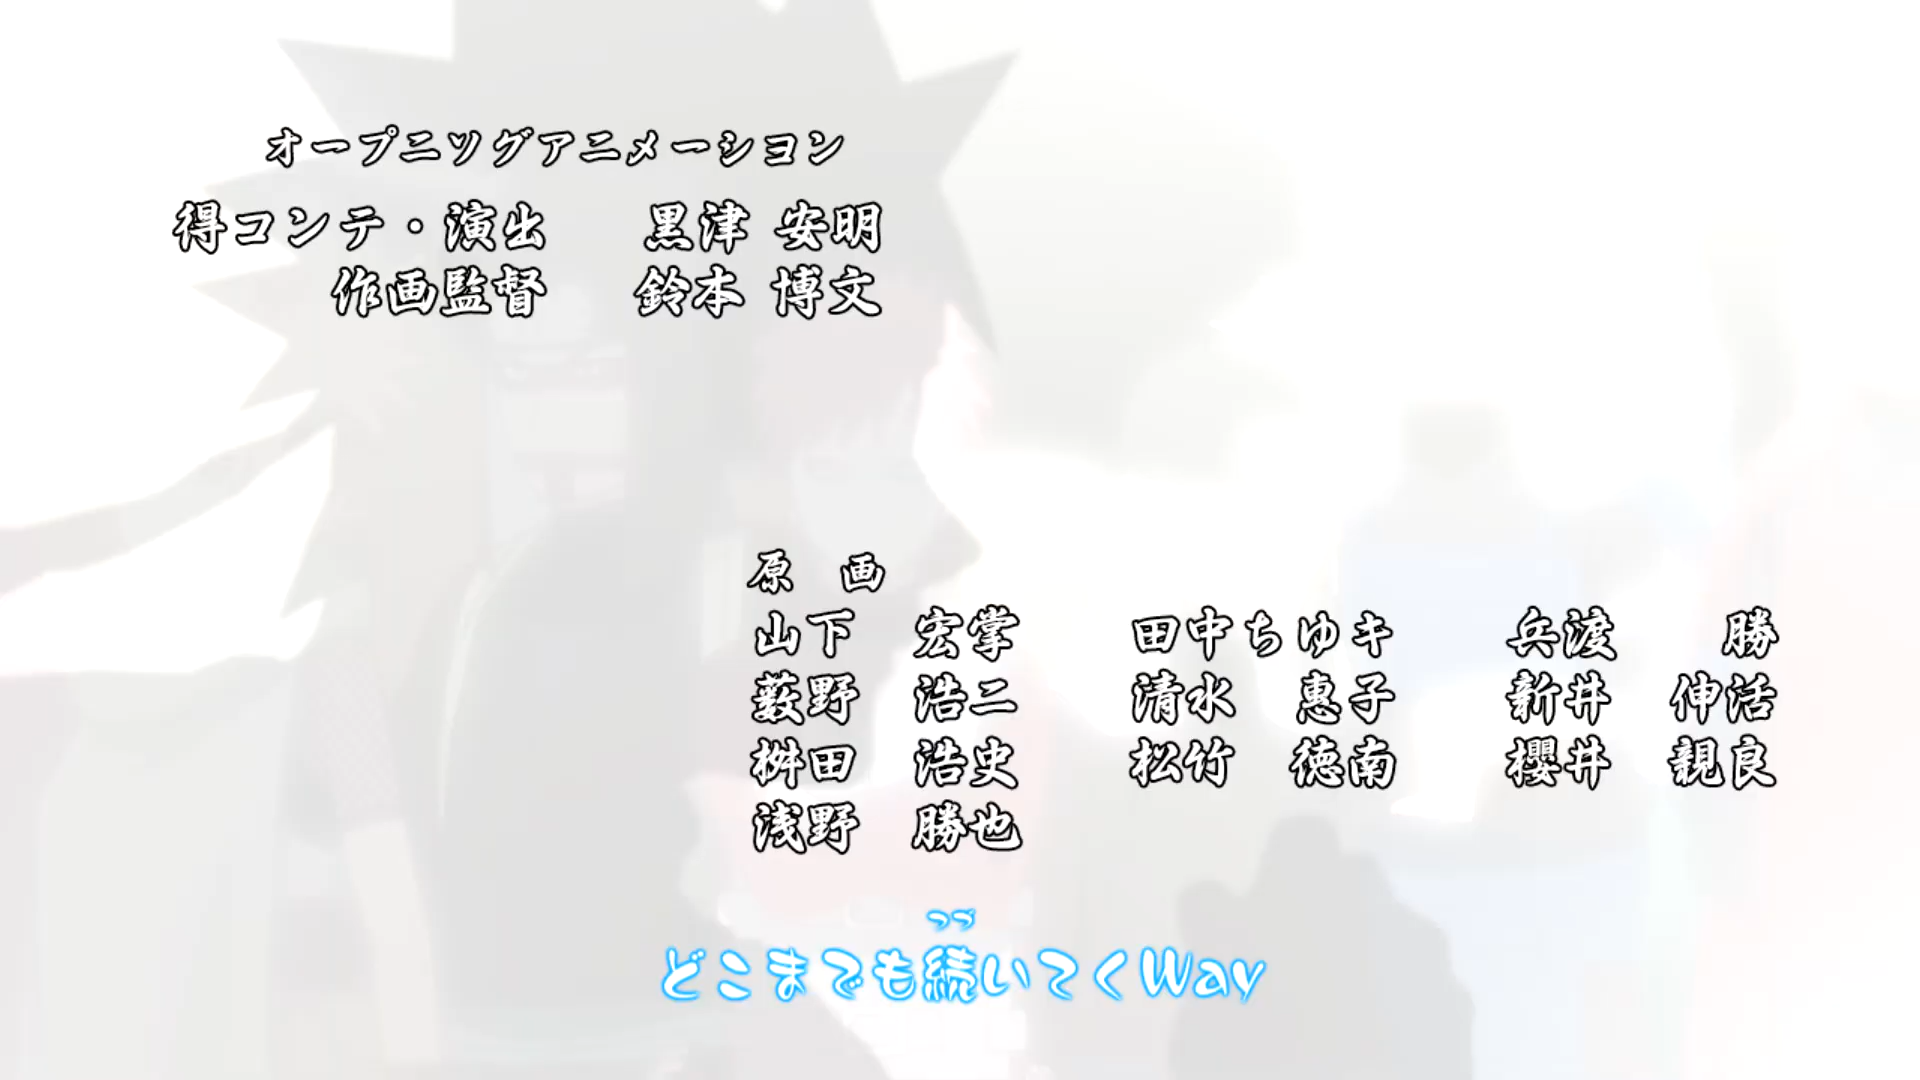 オープニソグアニメーシヨン
得コンテ・演出 黒津 安明
作画監督 鈴本 博文
原 画
山下 宏掌 田中ちゆキ 兵渡 勝
薮野 浩二 清水 惠子 新井 伸活
桝田 浩史 松竹 徳南 櫻井 親良
浅野 勝也
つづ
どこまでも続いてくWay